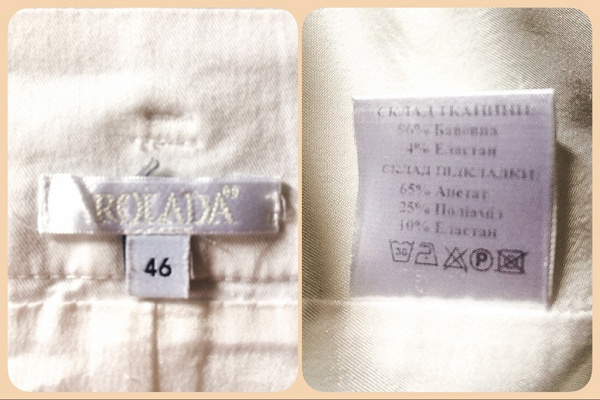 ROLADA
46
СКЛАД ТКАНИНИ:
96% Бавовна
4% Еластан
СКЛАД ПІДКЛАДКИ:
65% Ацетат
25% Поліамід
10% Еластан
30 P